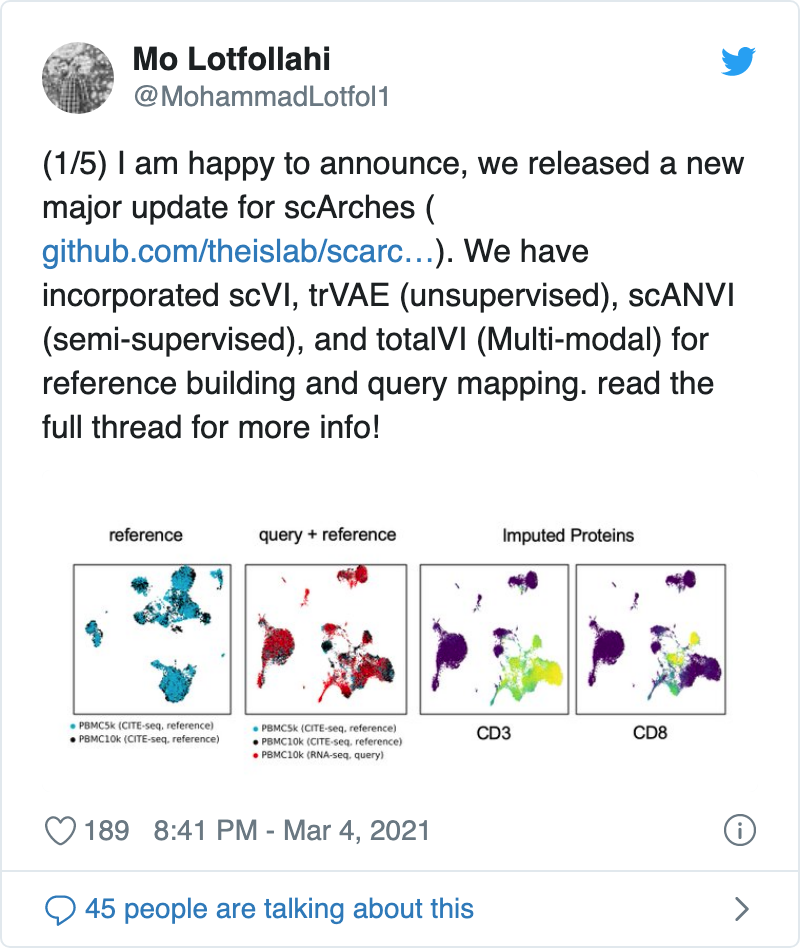 Mo Lotfollahi
@MohammadLotfol1
(1/5) I am happy to announce, we released a new
major update for scArches (
github.com/theislab/scarc…). We have
incorporated scVI, trVAE (unsupervised), scANVI
(semi-supervised), and totalVI (Multi-modal) for
reference building and query mapping. read the
full thread for more info!
reference
query + reference
Imputed Proteins
PBMC5k (CITE-seq, reference)
PBMC10k (CITE-seq, reference)
PBMC5k (CITE-seq, reference)
PBMC10k (CITE-seq, reference)
PBMC10k (RNA-seq, query)
CD3
CD8
189 8:41 PM - Mar 4, 2021
45 people are talking about this